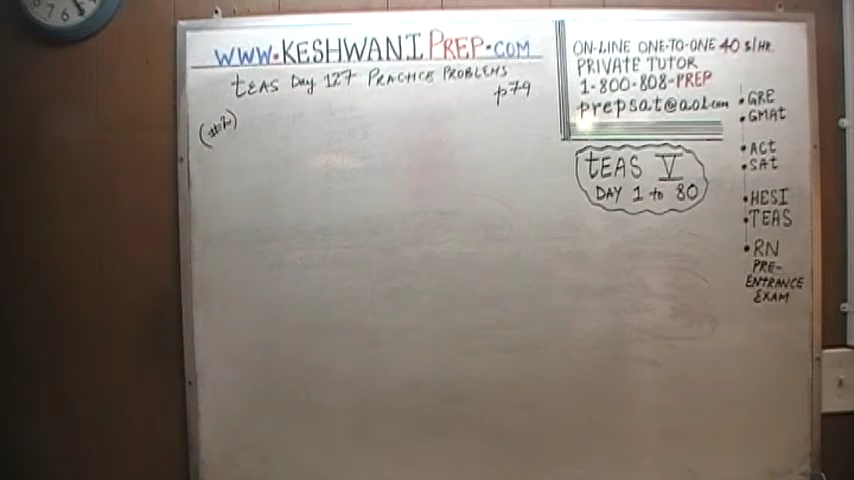 WWW.KESHWANIPREP.COM
TEAS Day 127 PRACTICE PROBLEMS
p79
ON-LINE ONE-TO-ONE 40 $/HR
PRIVATE TUTOR
1-800-808-PREP
prepsat@aol.com
TEAS V
DAY 1 to 80
•GRE
•GMAt
•ACt
•SAt
•HESI
•TEAS
•RN
PRE-
ENTRANCE
EXAM